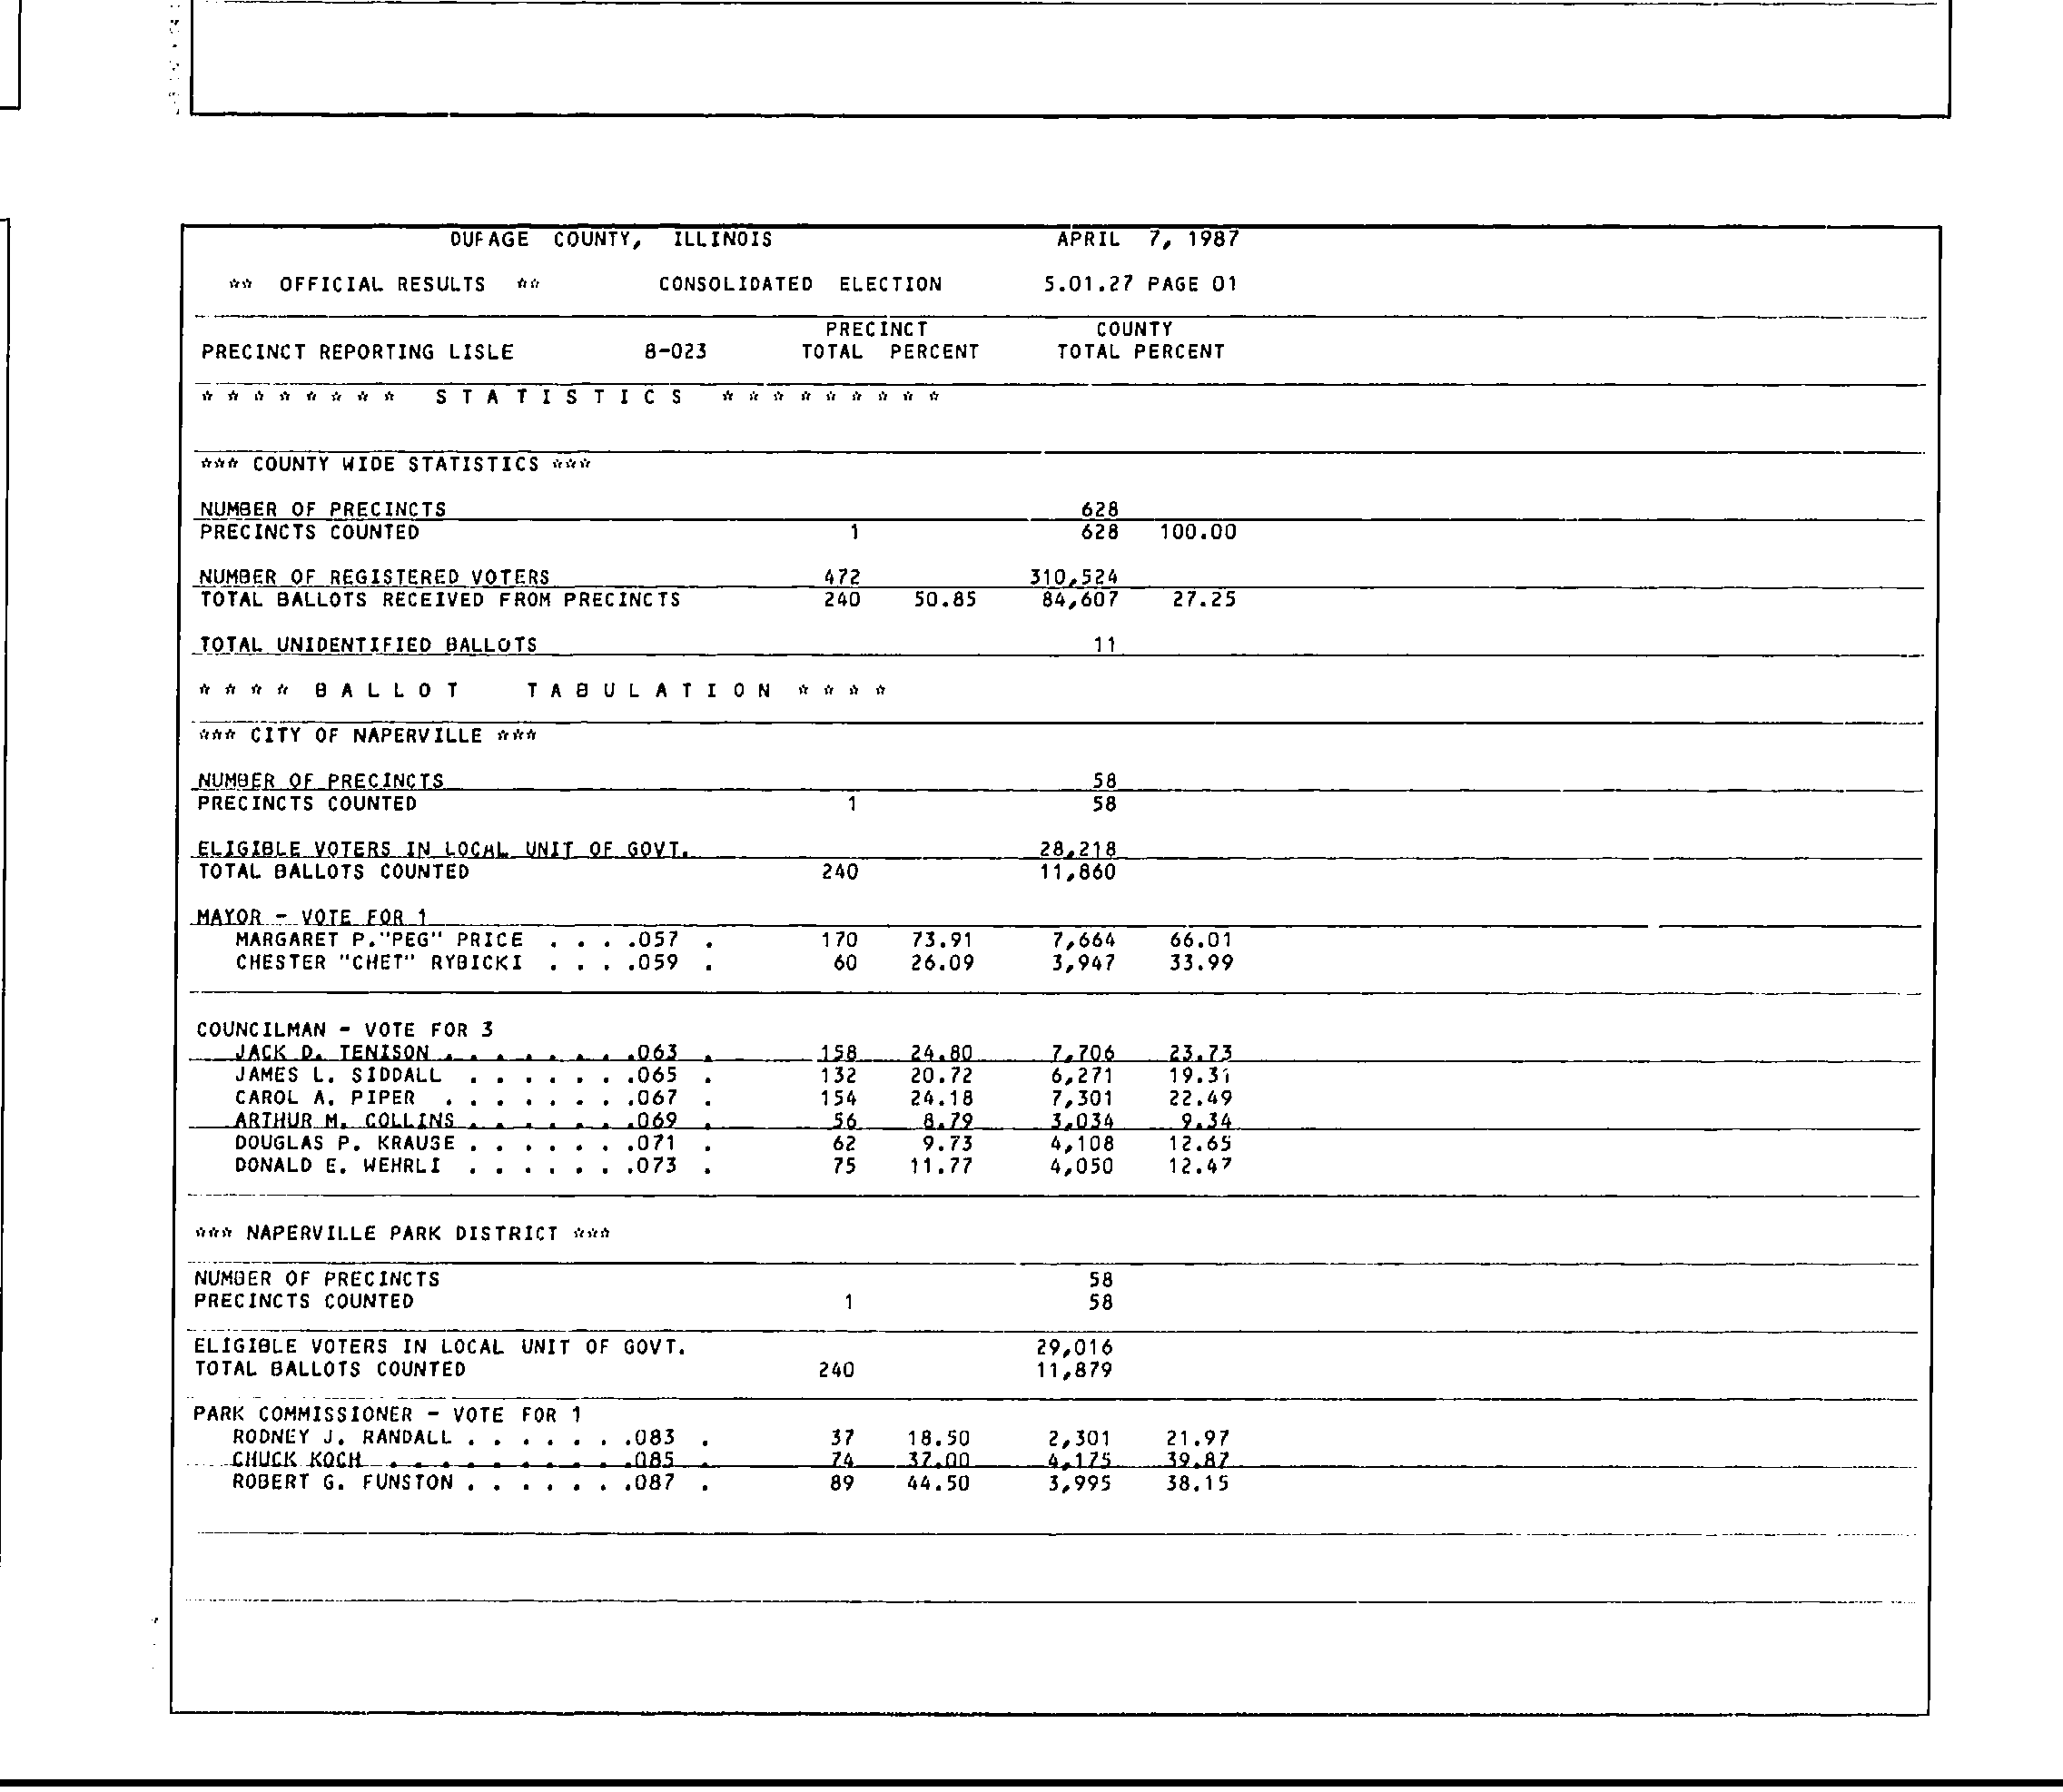 DUPAGE COUNTY, ILLINOIS APRIL 7, 1987
** OFFICIAL RESULTS ** CONSOLIDATED ELECTION 5.01.27 PAGE 01
PRECINCT COUNTY
PRECINCT REPORTING LISLE 8-023 TOTAL PERCENT TOTAL PERCENT
* * * * * * * * S T A T I S T I C S * * * * * * * * *
*** COUNTY WIDE STATISTICS ***
NUMBER OF PRECINCTS 628
PRECINCTS COUNTED 1 628 100.00
NUMBER OF REGISTERED VOTERS 472 310,524
TOTAL BALLOTS RECEIVED FROM PRECINCTS 240 50.85 84,607 27.25
TOTAL UNIDENTIFIED BALLOTS 11
* * * * B A L L O T T A B U L A T I O N * * * *
*** CITY OF NAPERVILLE ***
NUMBER OF PRECINCTS 58
PRECINCTS COUNTED 1 58
ELIGIBLE VOTERS IN LOCAL UNIT OF GOVT. 28,218
TOTAL BALLOTS COUNTED 240 11,860
MAYOR - VOTE FOR 1
MARGARET P."PEG" PRICE . . . .057 . 170 73.91 7,664 66.01
CHESTER "CHET" RYBICKI . . . .059 . 60 26.09 3,947 33.99
COUNCILMAN - VOTE FOR 3
JACK D. TENISON . . . . . . . .063 . 158 24.80 7,706 23.73
JAMES L. SIDDALL . . . . . . .065 . 132 20.72 6,271 19.31
CAROL A. PIPER . . . . . . . .067 . 154 24.18 7,301 22.49
ARTHUR M. COLLINS . . . . . . .069 . 56 8.79 3,034 9.34
DOUGLAS P. KRAUSE . . . . . . .071 . 62 9.73 4,108 12.65
DONALD E. WEHRLI . . . . . . .073 . 75 11.77 4,050 12.47
*** NAPERVILLE PARK DISTRICT ***
NUMBER OF PRECINCTS 58
PRECINCTS COUNTED 1 58
ELIGIBLE VOTERS IN LOCAL UNIT OF GOVT. 29,016
TOTAL BALLOTS COUNTED 240 11,879
PARK COMMISSIONER - VOTE FOR 1
RODNEY J. RANDALL . . . . . . .083 . 37 18.50 2,301 21.97
CHUCK KOCH . . . . . . . . . .085 . 74 37.00 4,175 39.87
ROBERT G. FUNSTON . . . . . . .087 . 89 44.50 3,995 38.15